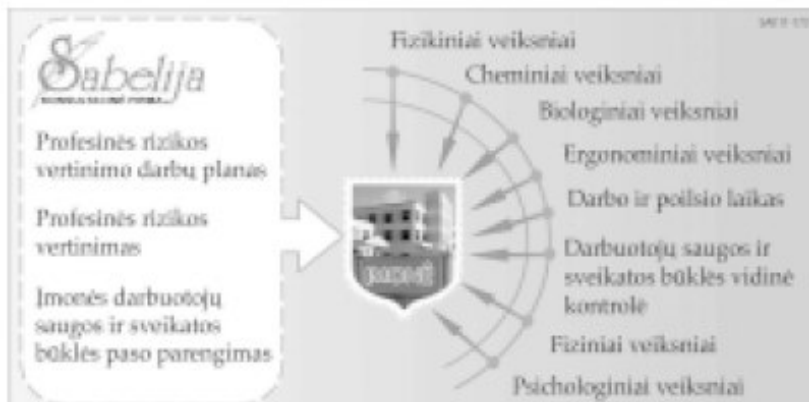 Sabelija
Profesinės rizikos
vertinimo darbų planas
Profesinės rizikos
vertinimas
Įmonės darbuotojų
saugos ir sveikatos
būklės paso parengimas
Fizikiniai veiksniai
Cheminiai veiksniai
Biologiniai veiksniai
Ergonominiai veiksniai
Darbo ir poilsio laikas
Darbuotojų saugos ir
sveikatos būklės vidinė
kontrolė
Fiziniai veiksniai
Psichologiniai veiksniai